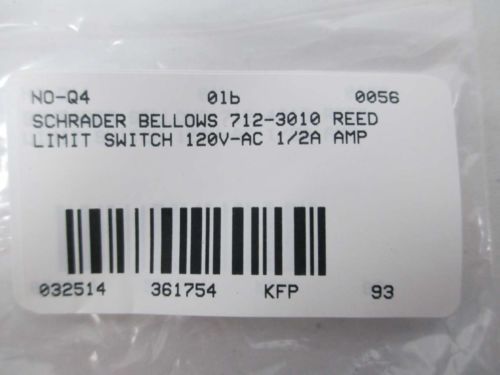 NO-Q4 01b 0056
SCHRADER BELLOWS 712-3010 REED
LIMIT SWITCH 120V-AC 1/2A AMP
032514 361754 KFP 93